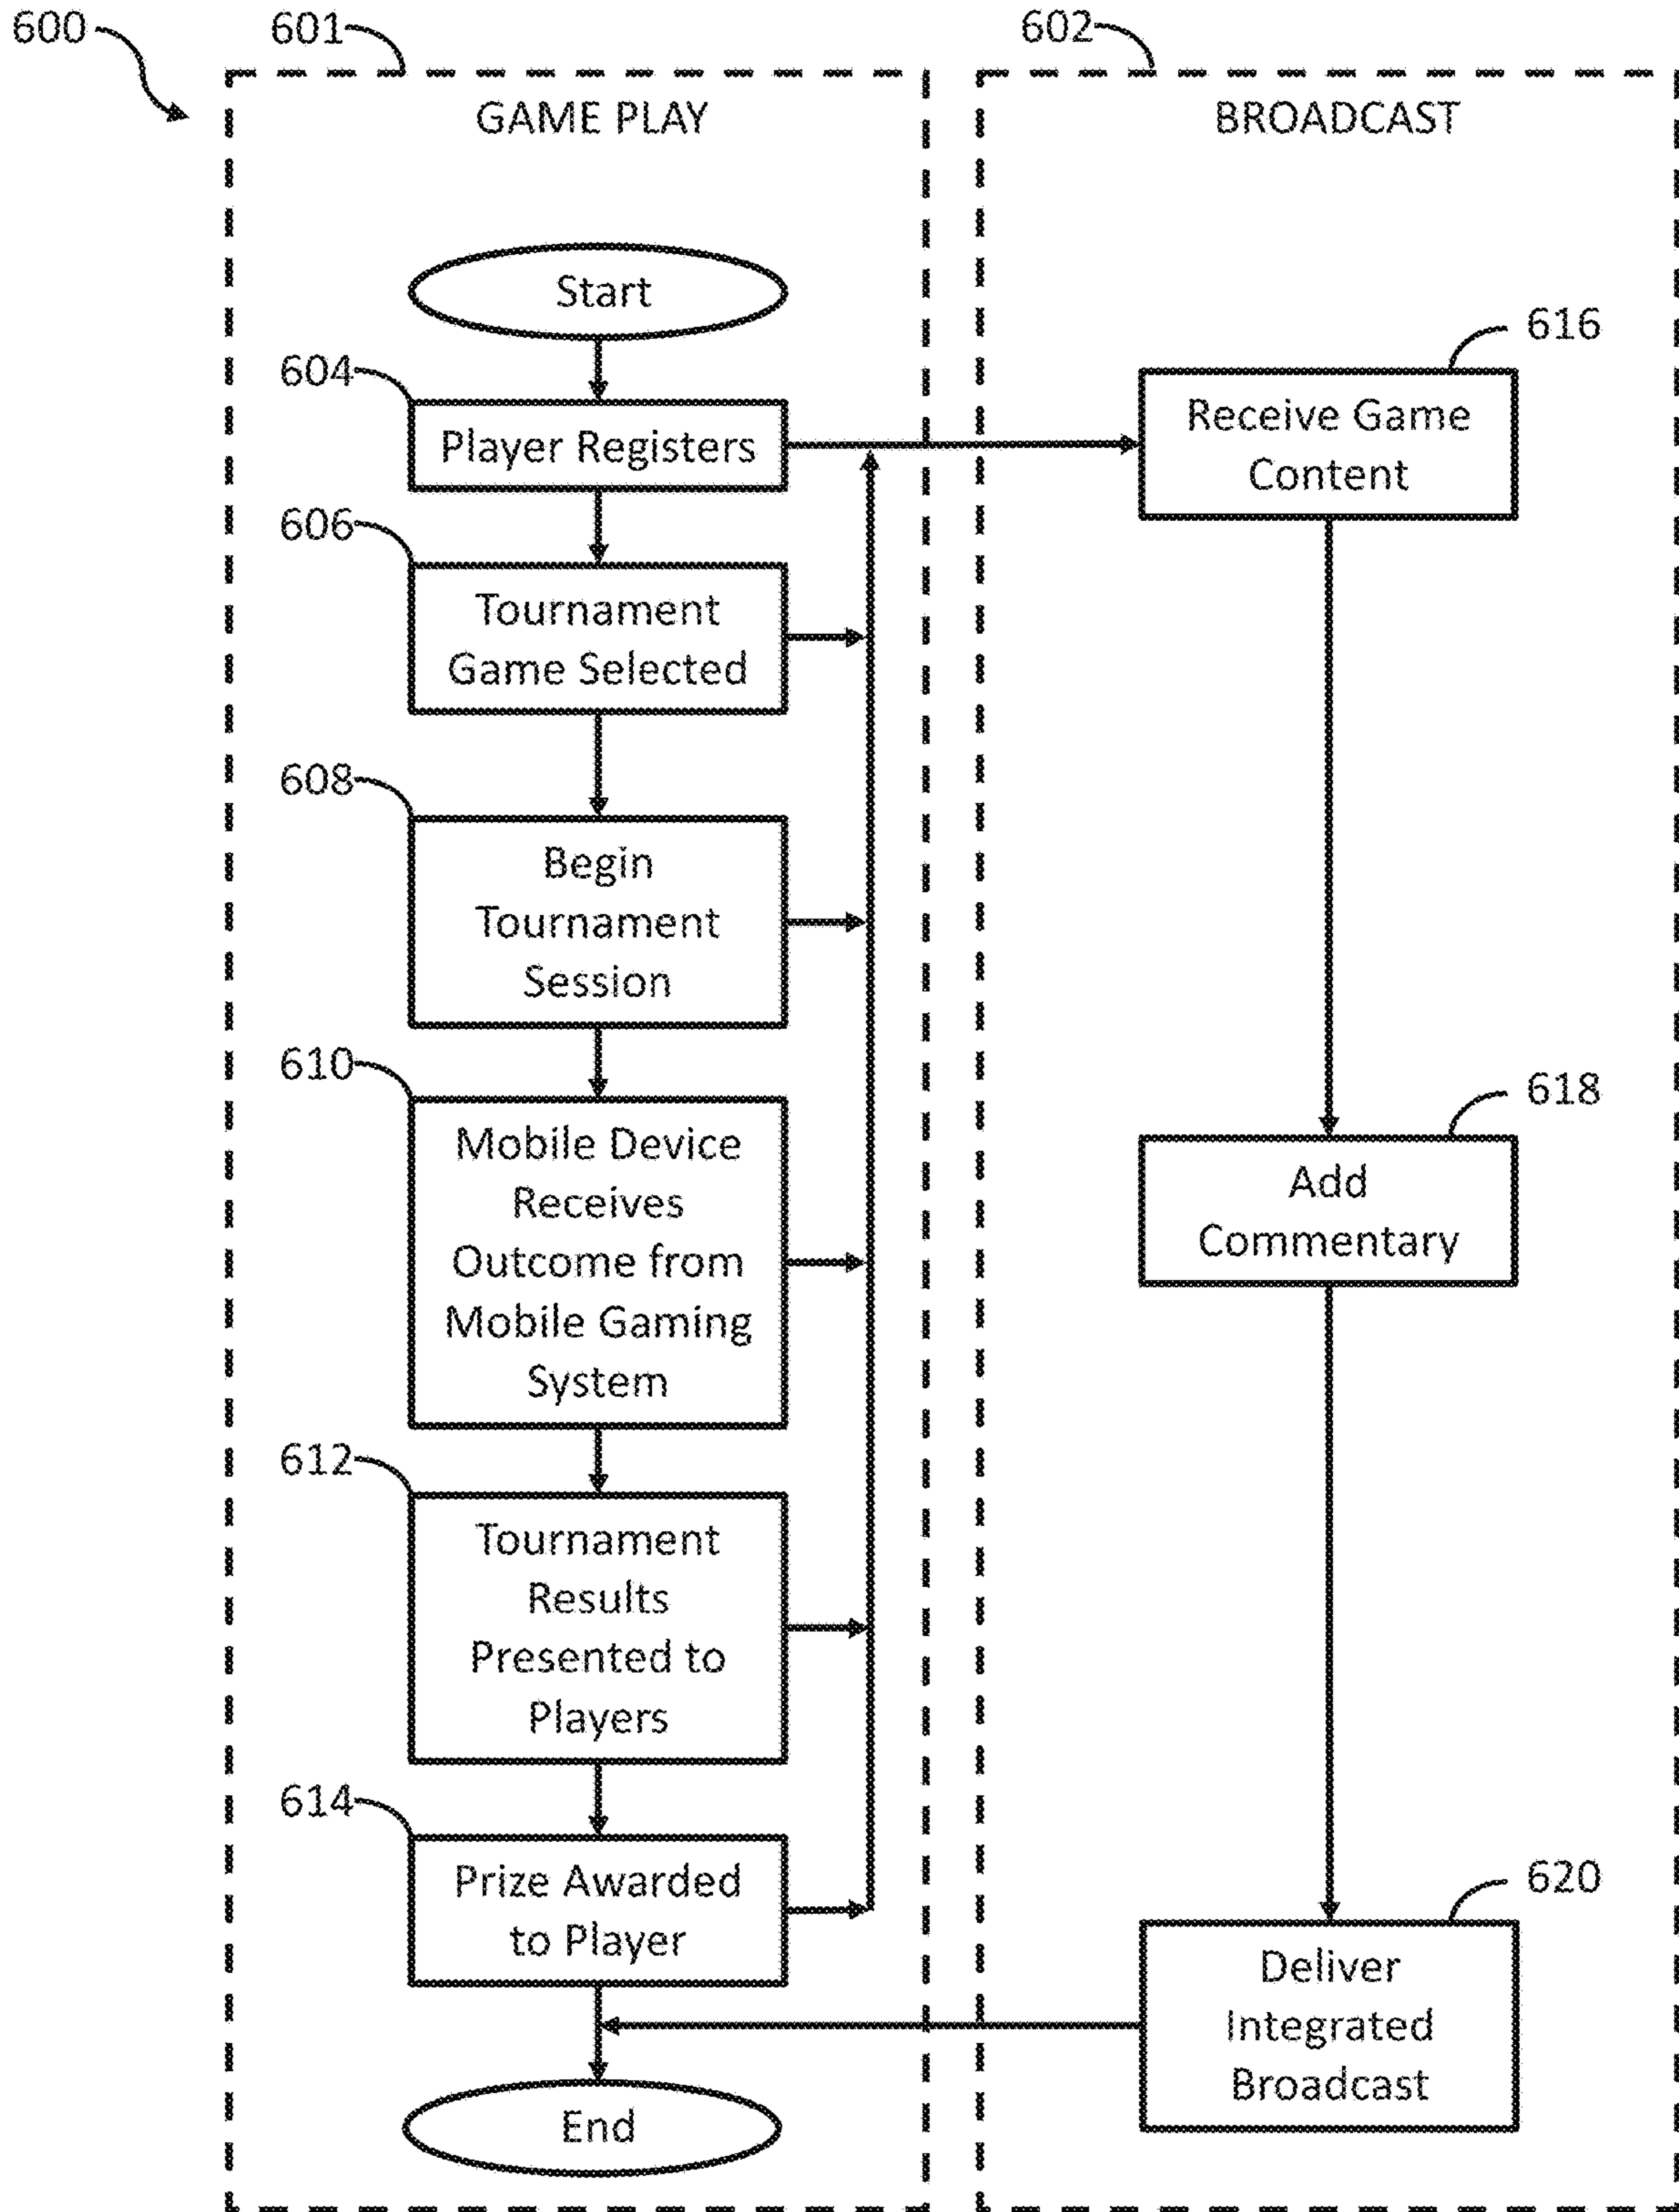 600
601
602
GAME PLAY
BROADCAST
Start
604
Player Registers
606
Tournament
Game Selected
608
Begin
Tournament
Session
610
Mobile Device
Receives
Outcome from
Mobile Gaming
System
612
Tournament
Results
Presented to
Players
614
Prize Awarded
to Player
End
616
Receive Game
Content
618
Add
Commentary
620
Deliver
Integrated
Broadcast